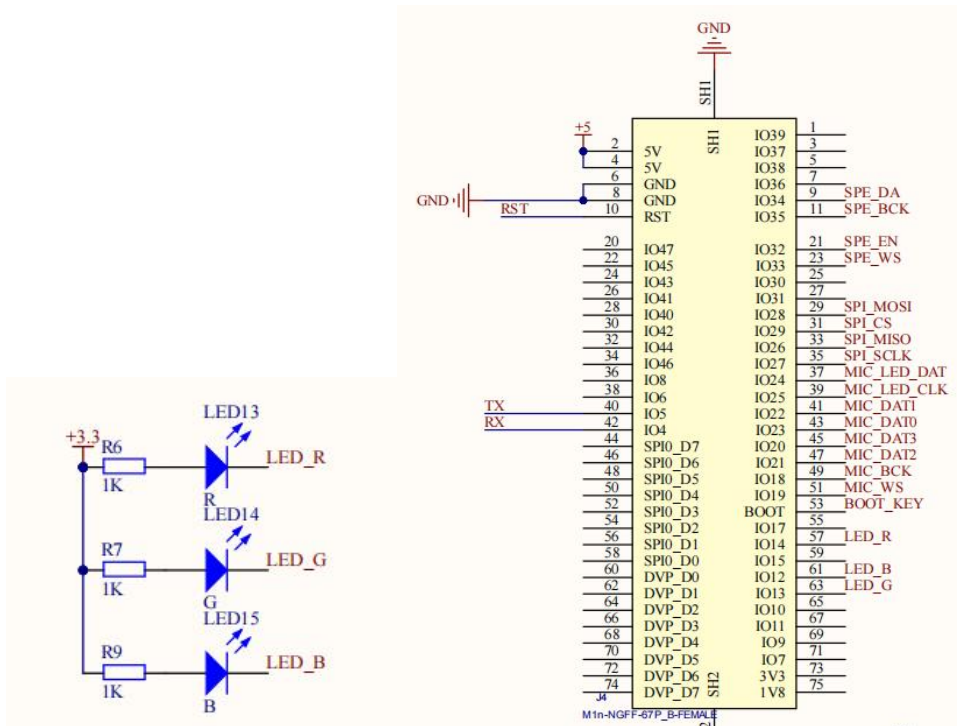 GND
SH1
SH1
IO39 1
+5 2 5V IO37 3
4 5V IO38 5
6 GND IO36 7
GND 8 GND IO34 9 SPE_DA
RST 10 RST IO35 11 SPE_BCK
20 IO47 IO32 21 SPE_EN
22 IO45 IO33 23 SPE_WS
24 IO43 IO30 25
26 IO41 IO31 27
28 IO40 IO28 29 SPI_MOSI
30 IO42 IO29 31 SPI_CS
32 IO44 IO26 33 SPI_MISO
34 IO46 IO27 35 SPI_SCLK
36 IO8 IO24 37 MIC_LED_DAT
38 IO6 IO25 39 MIC_LED_CLK
TX 40 IO5 IO22 41 MIC_DAT1
RX 42 IO4 IO23 43 MIC_DAT0
44 SPI0_D7 IO20 45 MIC_DAT3
46 SPI0_D6 IO21 47 MIC_DAT2
48 SPI0_D5 IO18 49 MIC_BCK
50 SPI0_D4 IO19 51 MIC_WS
52 SPI0_D3 BOOT 53 BOOT_KEY
54 SPI0_D2 IO17 55
56 SPI0_D1 IO14 57 LED_R
58 SPI0_D0 IO15 59
60 DVP_D0 IO12 61 LED_B
62 DVP_D1 IO13 63 LED_G
64 DVP_D2 IO10 65
66 DVP_D3 IO11 67
68 DVP_D4 IO9 69
70 DVP_D5 IO7 71
72 DVP_D6 3V3 73
74 DVP_D7 1V8 75
SH2
J4
M1n-NGFF-67P_B-FEMALE
+3.3
LED13
R6 LED_R
1K R
LED14
R7 LED_G
1K G
LED15
R9 LED_B
1K B